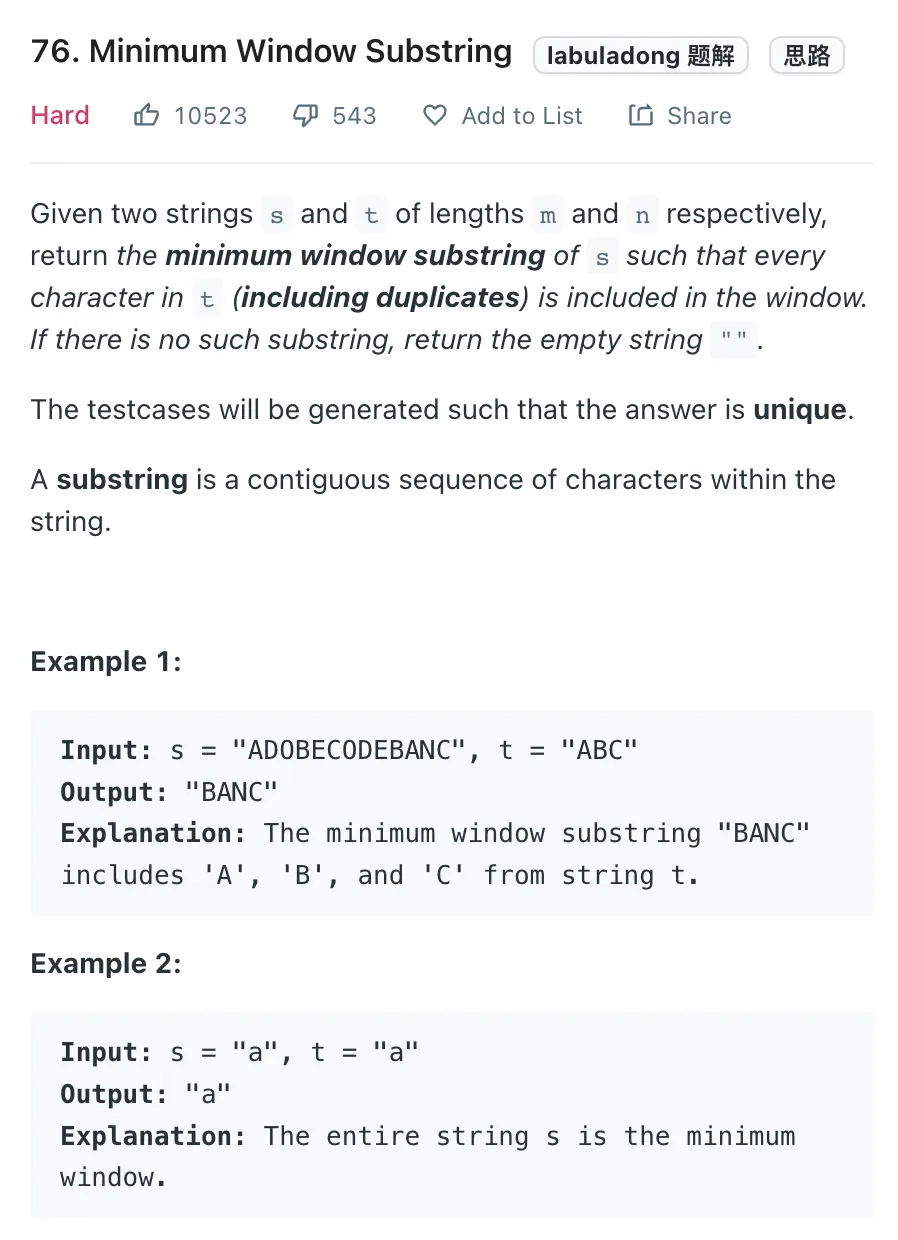 76. Minimum Window Substring labuladong 题解 思路
Hard 10523 543 Add to List Share
Given two strings s and t of lengths m and n respectively,
return the minimum window substring of s such that every
character in t (including duplicates) is included in the window.
If there is no such substring, return the empty string "".
The testcases will be generated such that the answer is unique.
A substring is a contiguous sequence of characters within the
string.
Example 1:
Input: s = "ADOBECODEBANC", t = "ABC"
Output: "BANC"
Explanation: The minimum window substring "BANC"
includes 'A', 'B', and 'C' from string t.
Example 2:
Input: s = "a", t = "a"
Output: "a"
Explanation: The entire string s is the minimum
window.